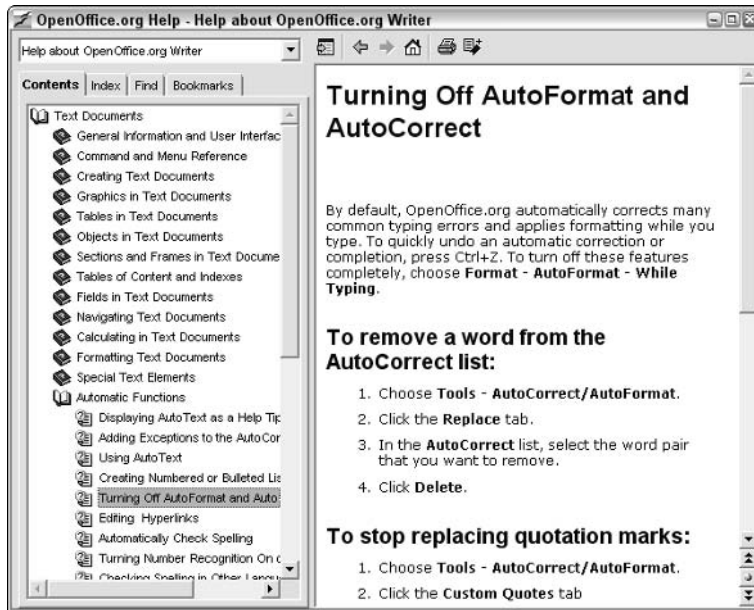 OpenOffice.org Help - Help about OpenOffice.org Writer
Help about OpenOffice.org Writer
Contents Index Find Bookmarks
Text Documents
General Information and User Interfac
Command and Menu Reference
Creating Text Documents
Graphics in Text Documents
Tables in Text Documents
Objects in Text Documents
Sections and Frames in Text Docume
Tables of Content and Indexes
Fields in Text Documents
Navigating Text Documents
Calculating in Text Documents
Formatting Text Documents
Special Text Elements
Automatic Functions
Displaying AutoText as a Help Tip
Adding Exceptions to the AutoCor
Using AutoText
Creating Numbered or Bulleted Lis
Turning Off AutoFormat and Auto
Editing Hyperlinks
Automatically Check Spelling
Turning Number Recognition On o
Checking Spelling in Other Langu
Turning Off AutoFormat and
AutoCorrect
By default, OpenOffice.org automatically corrects many
common typing errors and applies formatting while you
type. To quickly undo an automatic correction or
completion, press Ctrl+Z. To turn off these features
completely, choose Format - AutoFormat - While
Typing.
To remove a word from the
AutoCorrect list:
1. Choose Tools - AutoCorrect/AutoFormat.
2. Click the Replace tab.
3. In the AutoCorrect list, select the word pair
that you want to remove.
4. Click Delete.
To stop replacing quotation marks:
1. Choose Tools - AutoCorrect/AutoFormat.
2. Click the Custom Quotes tab